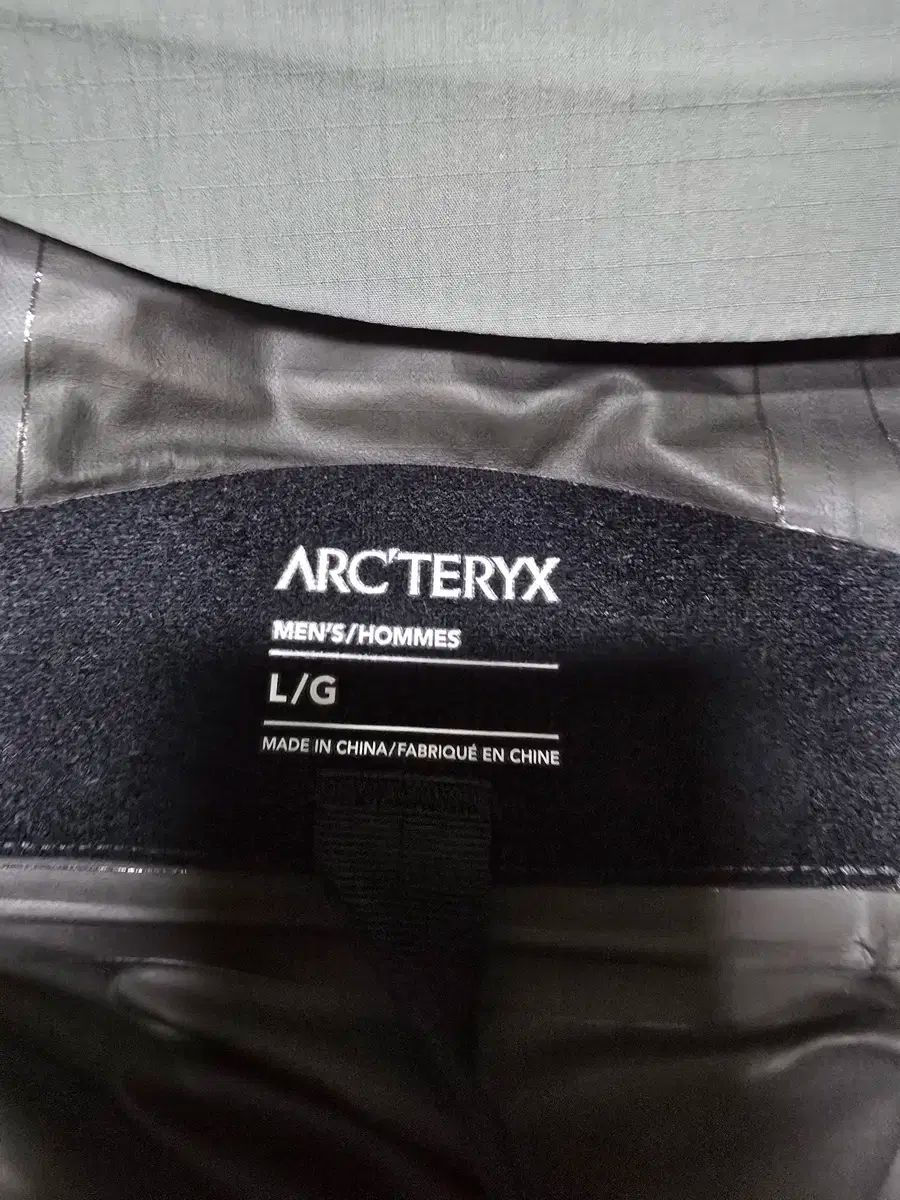 ARC'TERYX
MEN'S/HOMMES
L/G
MADE IN CHINA/FABRIQUÉ EN CHINE